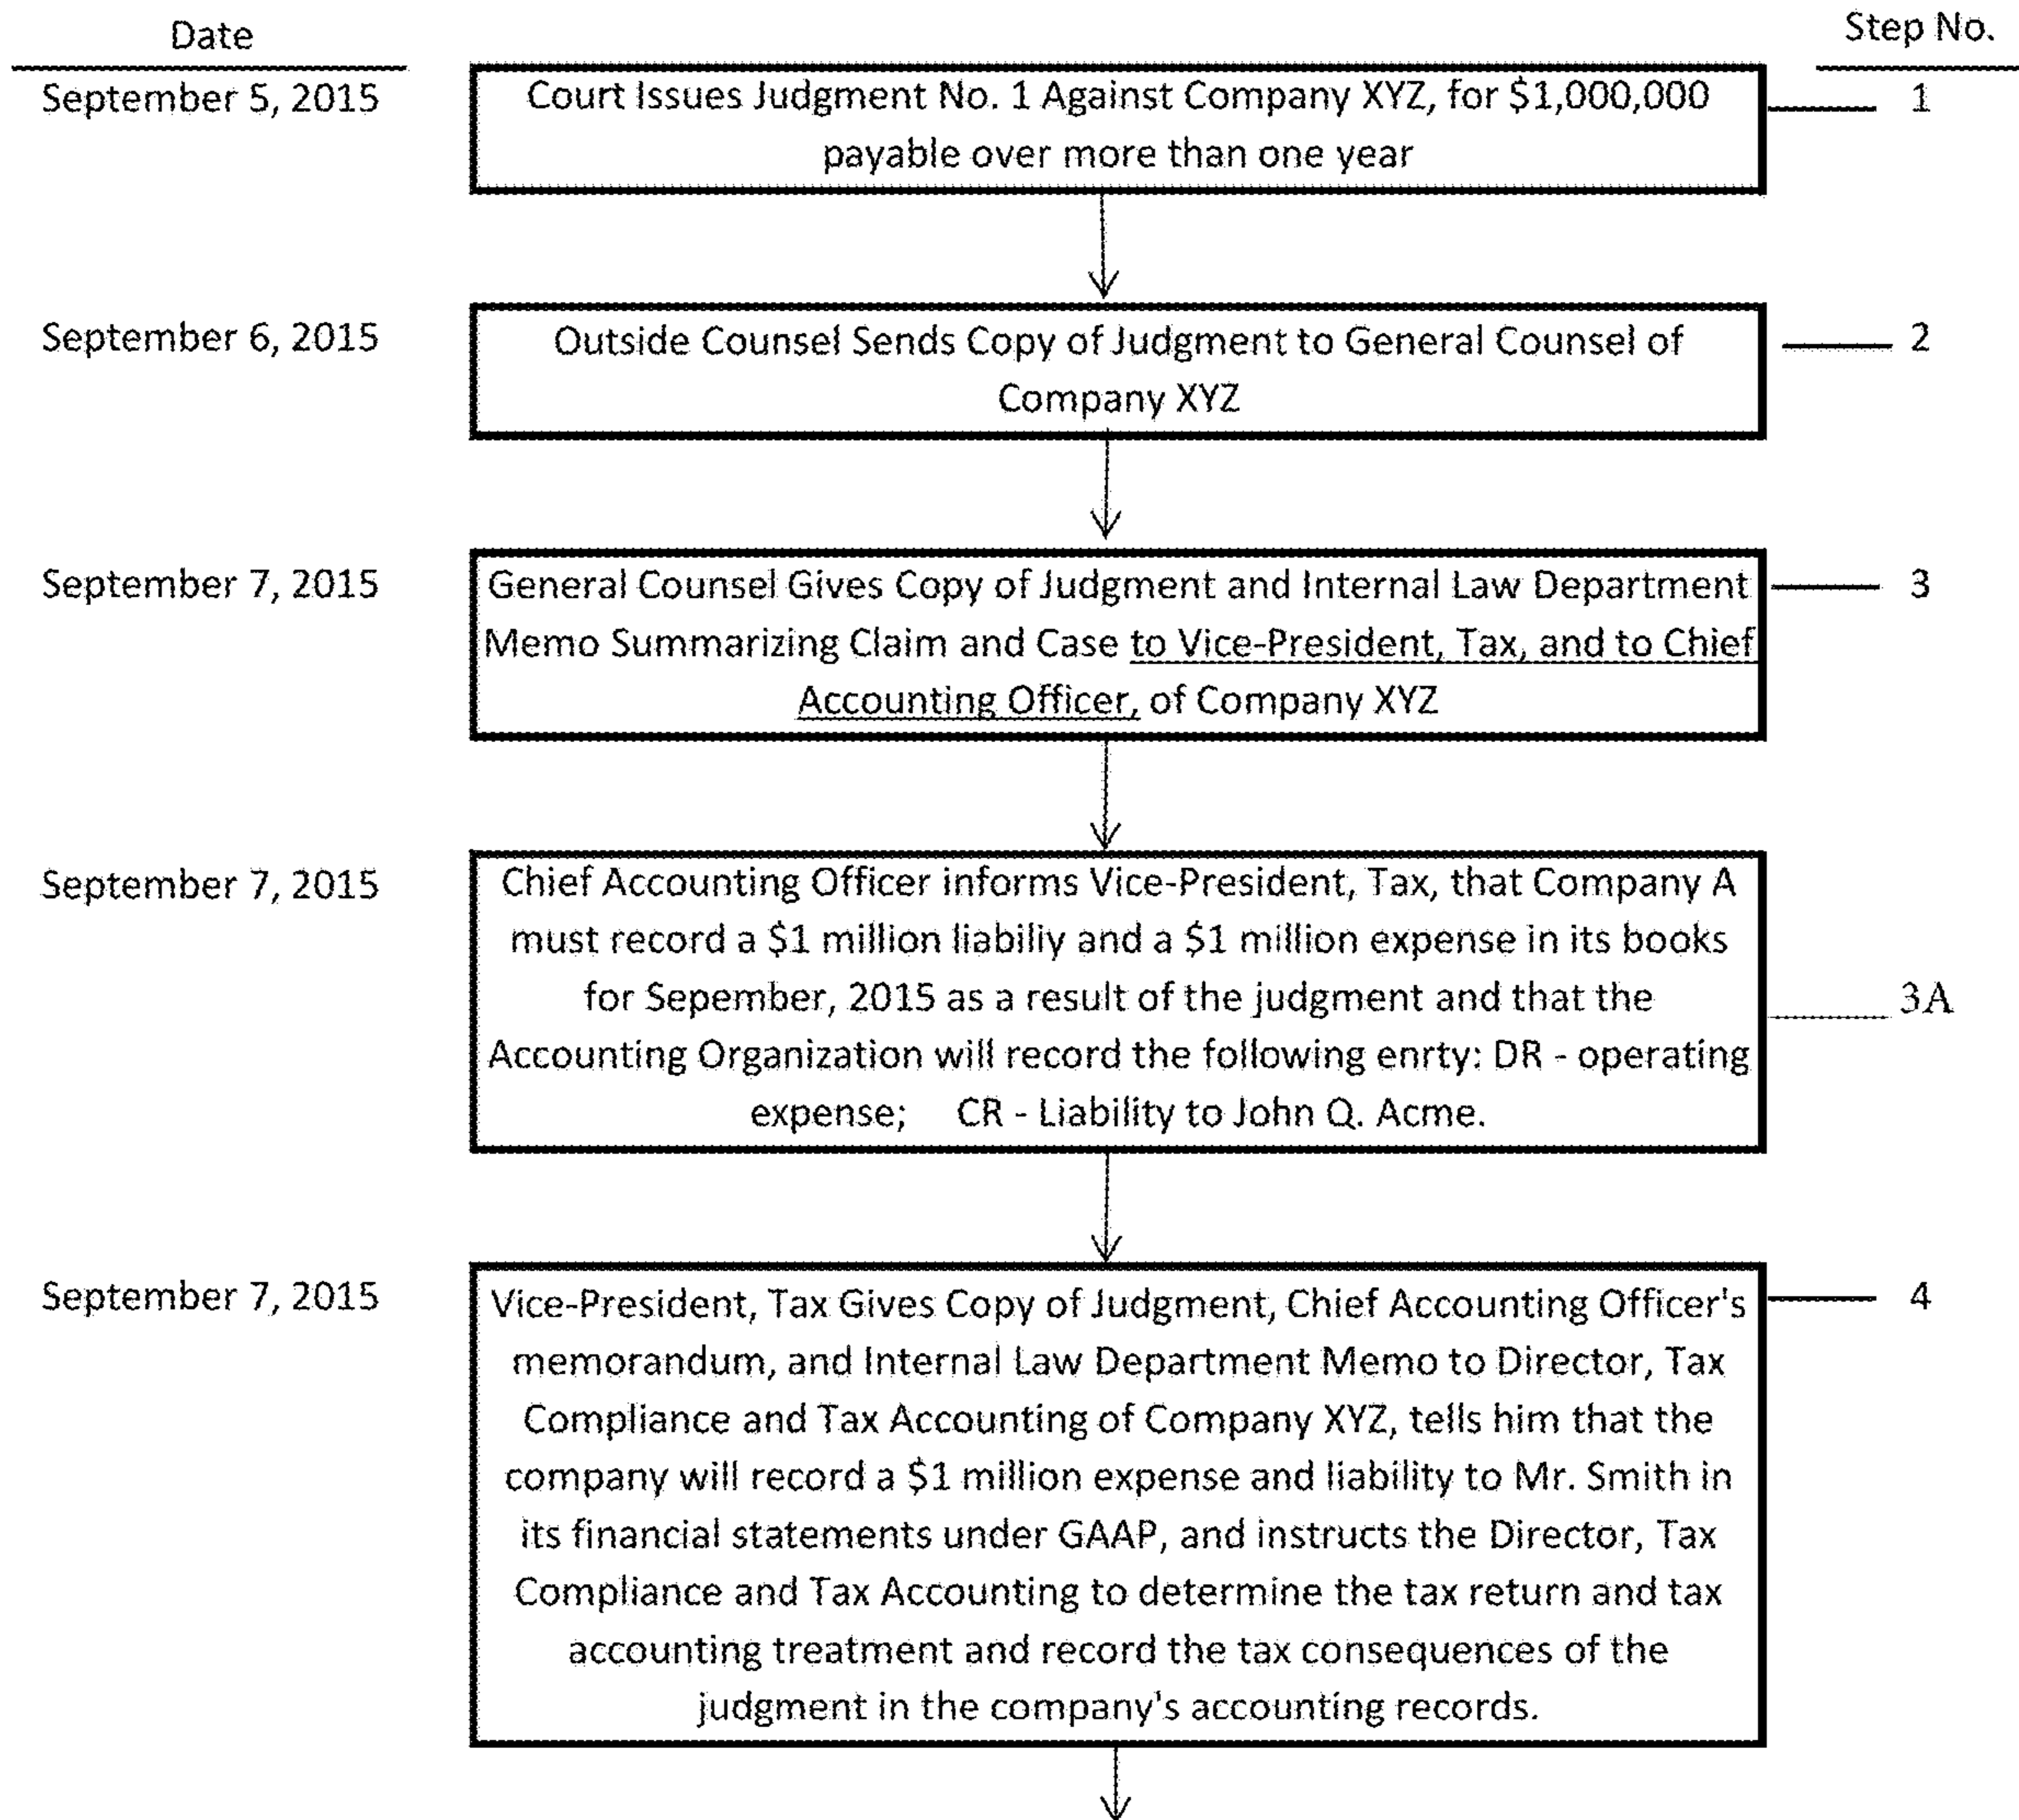 Date
Step No.
September 5, 2015
Court Issues Judgment No. 1 Against Company XYZ, for $1,000,000
payable over more than one year
1
September 6, 2015
Outside Counsel Sends Copy of Judgment to General Counsel of
Company XYZ
2
September 7, 2015
General Counsel Gives Copy of Judgment and Internal Law Department
Memo Summarizing Claim and Case to Vice-President, Tax, and to Chief
Accounting Officer, of Company XYZ
3
September 7, 2015
Chief Accounting Officer informs Vice-President, Tax, that Company A
must record a $1 million liabiliy and a $1 million expense in its books
for Sepember, 2015 as a result of the judgment and that the
Accounting Organization will record the following enrty: DR - operating
expense; CR - Liability to John Q. Acme.
3A
September 7, 2015
Vice-President, Tax Gives Copy of Judgment, Chief Accounting Officer's
memorandum, and Internal Law Department Memo to Director, Tax
Compliance and Tax Accounting of Company XYZ, tells him that the
company will record a $1 million expense and liability to Mr. Smith in
its financial statements under GAAP, and instructs the Director, Tax
Compliance and Tax Accounting to determine the tax return and tax
accounting treatment and record the tax consequences of the
judgment in the company's accounting records.
4